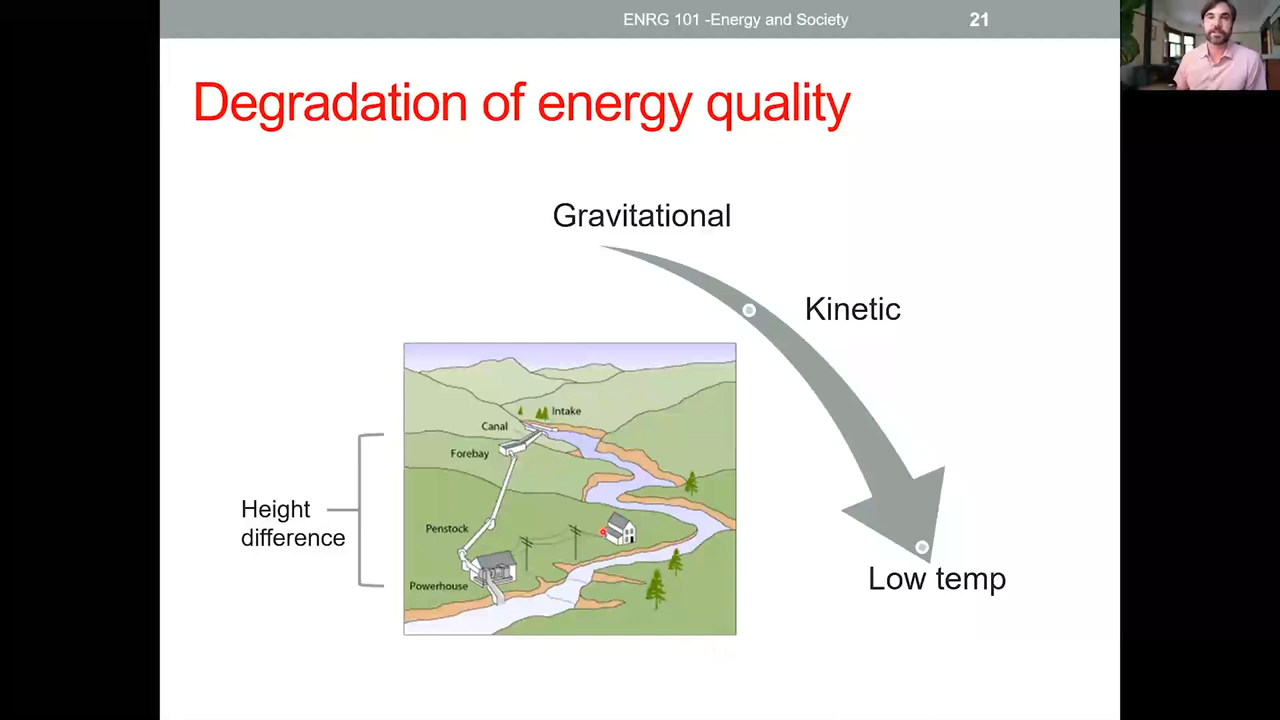 ENRG 101 -Energy and Society
21
Degradation of energy quality
Gravitational
Kinetic
Intake
Canal
Forebay
Height
difference
Penstock
Powerhouse
Low temp